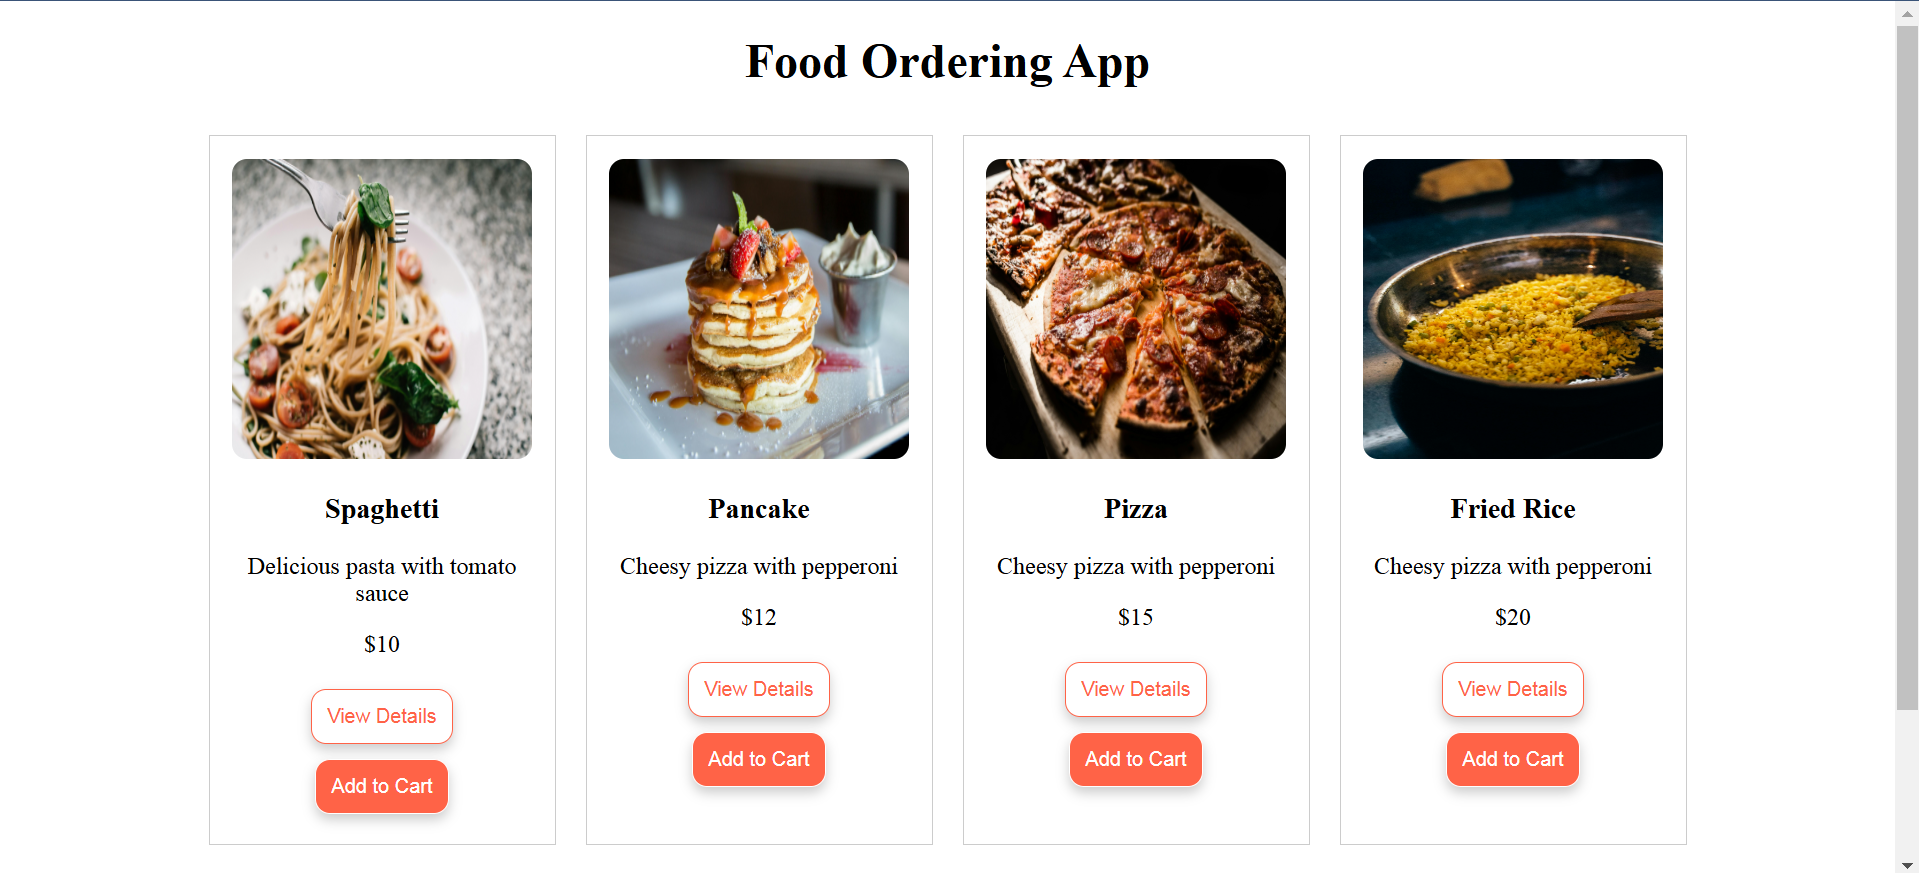 Food Ordering App
Spaghetti
Delicious pasta with tomato
sauce
$10
View Details
Add to Cart
Pancake
Cheesy pizza with pepperoni
$12
View Details
Add to Cart
Pizza
Cheesy pizza with pepperoni
$15
View Details
Add to Cart
Fried Rice
Cheesy pizza with pepperoni
$20
View Details
Add to Cart